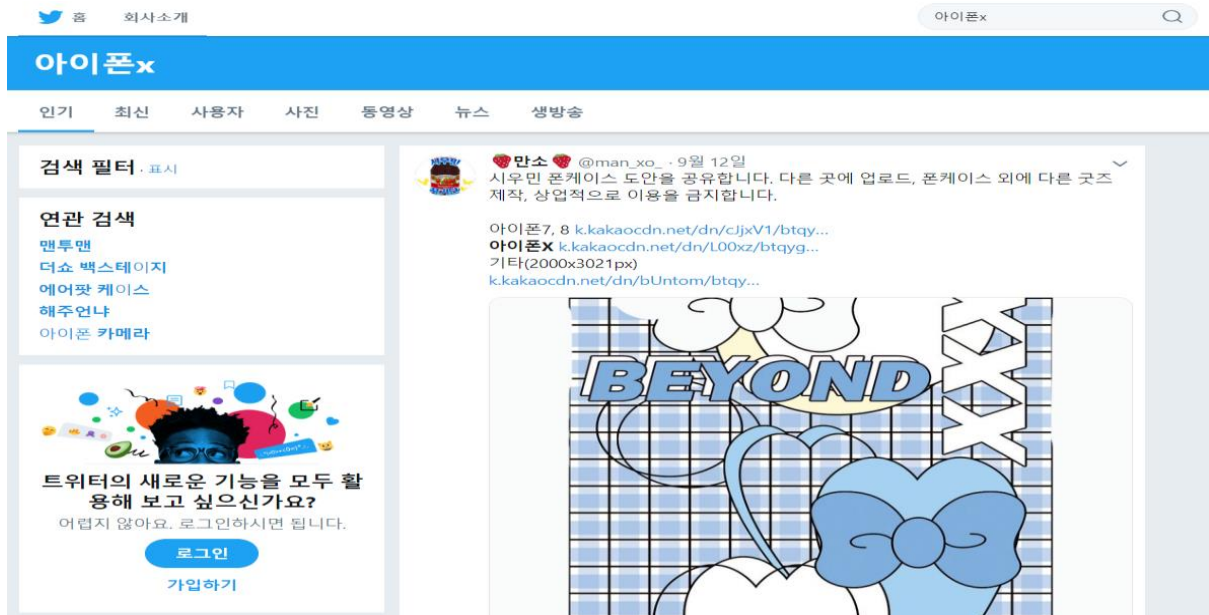 홈 회사소개 아이폰x
아이폰x
인기 최신 사용자 사진 동영상 뉴스 생방송
검색 필터 · 표시
연관 검색
맨투맨
더쇼 백스테이지
에어팟 케이스
해주언냐
아이폰 카메라
트위터의 새로운 기능을 모두 활
용해 보고 싶으신가요?
어렵지 않아요. 로그인하시면 됩니다.
로그인
가입하기
🍓만소🍓 @man_xo_ · 9월 12일
시우민 폰케이스 도안을 공유합니다. 다른 곳에 업로드, 폰케이스 외에 다른 굿즈
제작, 상업적으로 이용을 금지합니다.
아이폰7, 8 k.kakaocdn.net/dn/cJjxV1/btqy...
아이폰X k.kakaocdn.net/dn/L00xz/btqyg...
기타(2000x3021px)
k.kakaocdn.net/dn/bUntom/btqy...
BEYOND